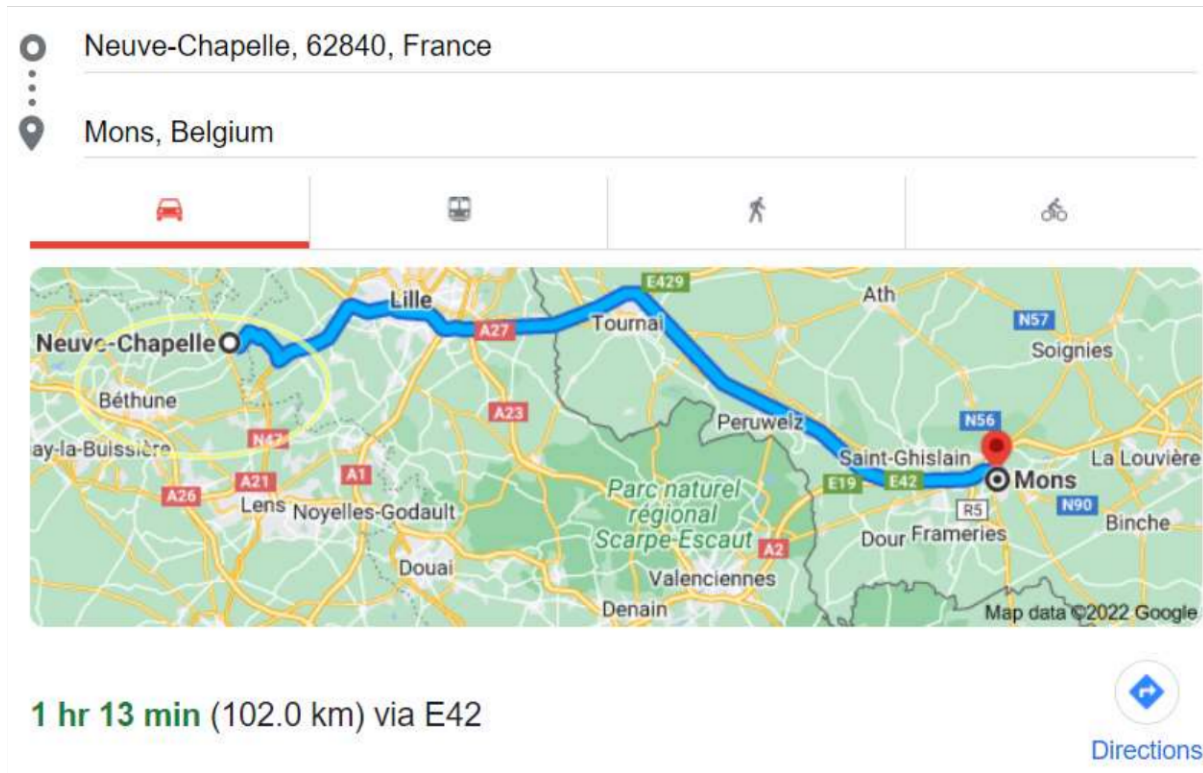 Neuve-Chapelle, 62840, France
Mons, Belgium
E429
Lille
Ath
N57
A27
Tournai
Neuve-Chapelle
Soignies
Béthune
A23
Peruwelz
N56
N47
ay-la-Buissière
Saint-Ghislain
La Louvière
A1
A21
A26
E19
E42
Mons
Lens
Noyelles-Godault
Parc naturel
régional
Scarpe-Escaut
R5
N90
Binche
A2
Dour
Frameries
Douai
Valenciennes
Denain
Map data ©2022 Google
1 hr 13 min (102.0 km) via E42
Directions